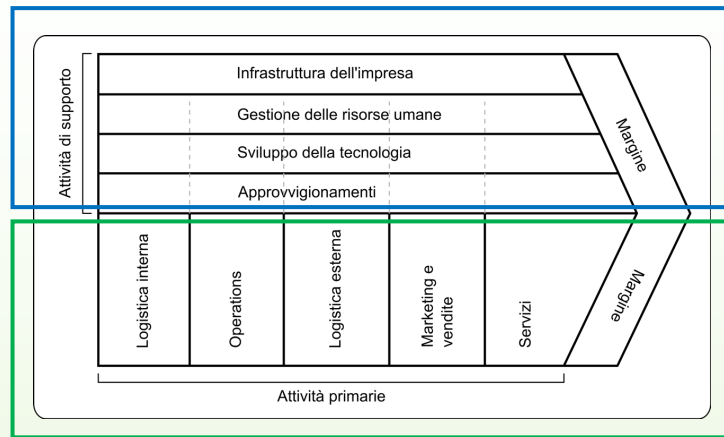 Attività di supporto
Infrastruttura dell'impresa
Gestione delle risorse umane
Sviluppo della tecnologia
Approvvigionamenti
Margine
Logistica interna
Operations
Logistica esterna
Marketing e
vendite
Servizi
Margine
Attività primarie